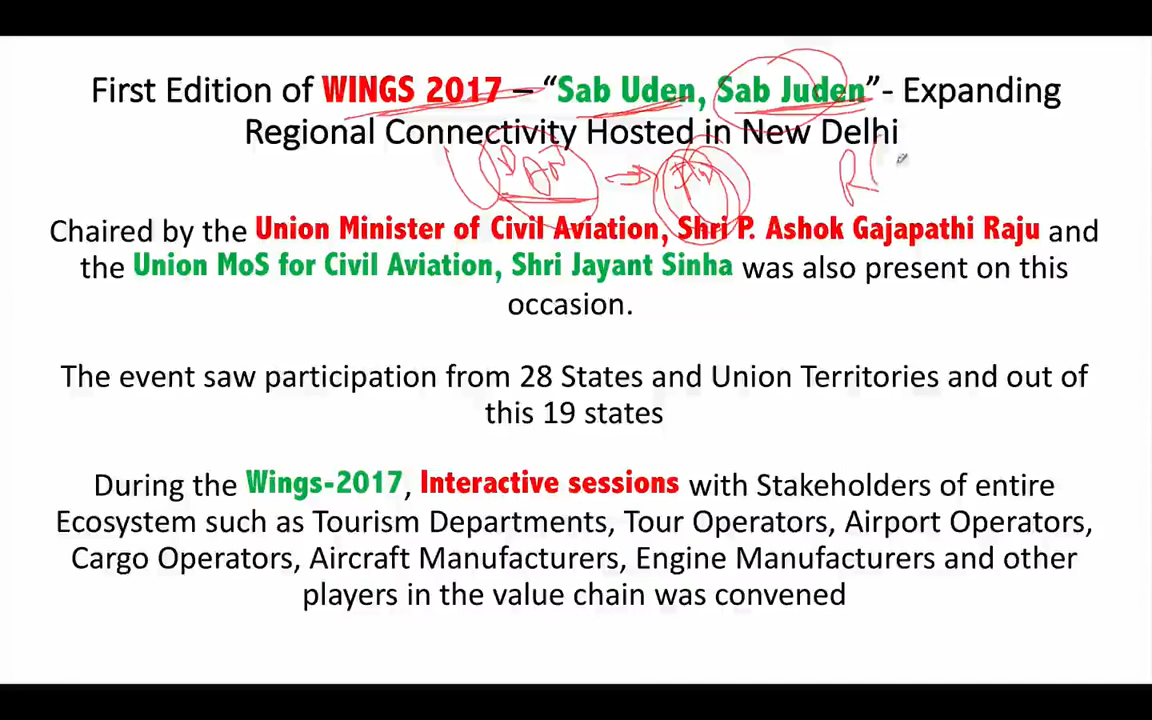 First Edition of WINGS 2017 – “Sab Uden, Sab Juden”- Expanding
Regional Connectivity Hosted in New Delhi
Chaired by the Union Minister of Civil Aviation, Shri P. Ashok Gajapathi Raju and
the Union MoS for Civil Aviation, Shri Jayant Sinha was also present on this
occasion.
The event saw participation from 28 States and Union Territories and out of
this 19 states
During the Wings-2017, Interactive sessions with Stakeholders of entire
Ecosystem such as Tourism Departments, Tour Operators, Airport Operators,
Cargo Operators, Aircraft Manufacturers, Engine Manufacturers and other
players in the value chain was convened